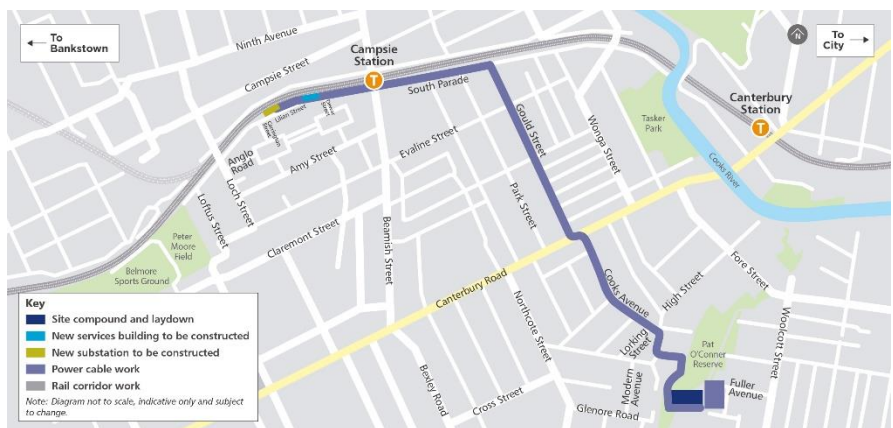 ← To
Bankstown
Ninth Avenue
Campsie Street
Campsie
Station
T
South Parade
N
To →
City
Canterbury
Station
T
Tasker
Park
Cooks River
Wonga Street
Gould Street
Evaline Street
Lilian Street
Anglo
Road
Amy Street
Loch Street
Loftus Street
Claremont Street
Beamish Street
Park Street
Peter
Moore
Field
Belmore
Sports Ground
Canterbury Road
Cooks Avenue
High Street
Fore Street
Woolcott Street
Northcote Street
Lorking
Street
Pat
O'Conner
Reserve
Modern
Avenue
Fuller
Avenue
Bexley Road
Cross Street
Glenore Road
Key
Site compound and laydown
New services building to be constructed
New substation to be constructed
Power cable work
Rail corridor work
Note: Diagram not to scale, indicative only and subject
to change.